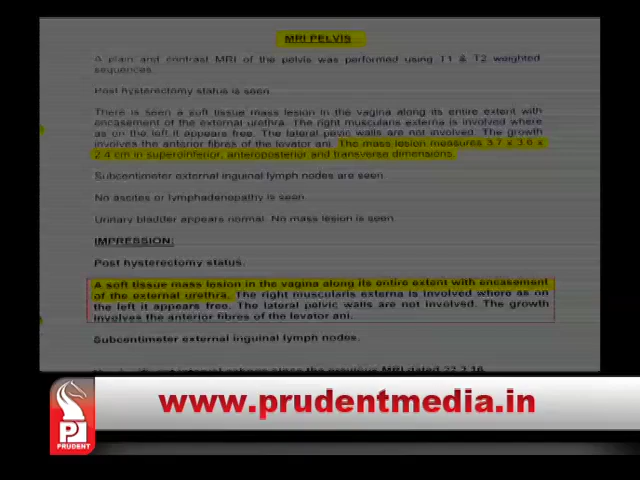 MRI PELVIS
A plain and contrast MRI of the pelvis was performed using T1 & T2 weighted
sequences.
Post hysterectomy status is seen
There is seen a soft tissue mass lesion in the vagina along its entire extent with
encasement of the external urethra. The right muscularis externa is involved where
as on the left it appears free. The lateral pelvic walls are not involved. The growth
involves the anterior fibres of the levator ani. The mass lesion measures 3.7 x 3.6 x
2.4 cm in superoinferior, anteroposterior and transverse dimensions.
Subcentimeter external inguinal lymph nodes are seen.
No ascites or lymphadenopathy is seen.
Urinary bladder appears normal. No mass lesion is seen.
IMPRESSION:
Post hysterectomy status.
A soft tissue mass lesion in the vagina along its entire extent with encasement
of the external urethra. The right muscularis externa is involved where as on
the left it appears free. The lateral pelvic walls are not involved. The growth
involves the anterior fibres of the levator ani.
Subcentimeter external inguinal lymph nodes.
since the previous MRI dated
www.prudentmedia.in
PRUDENT